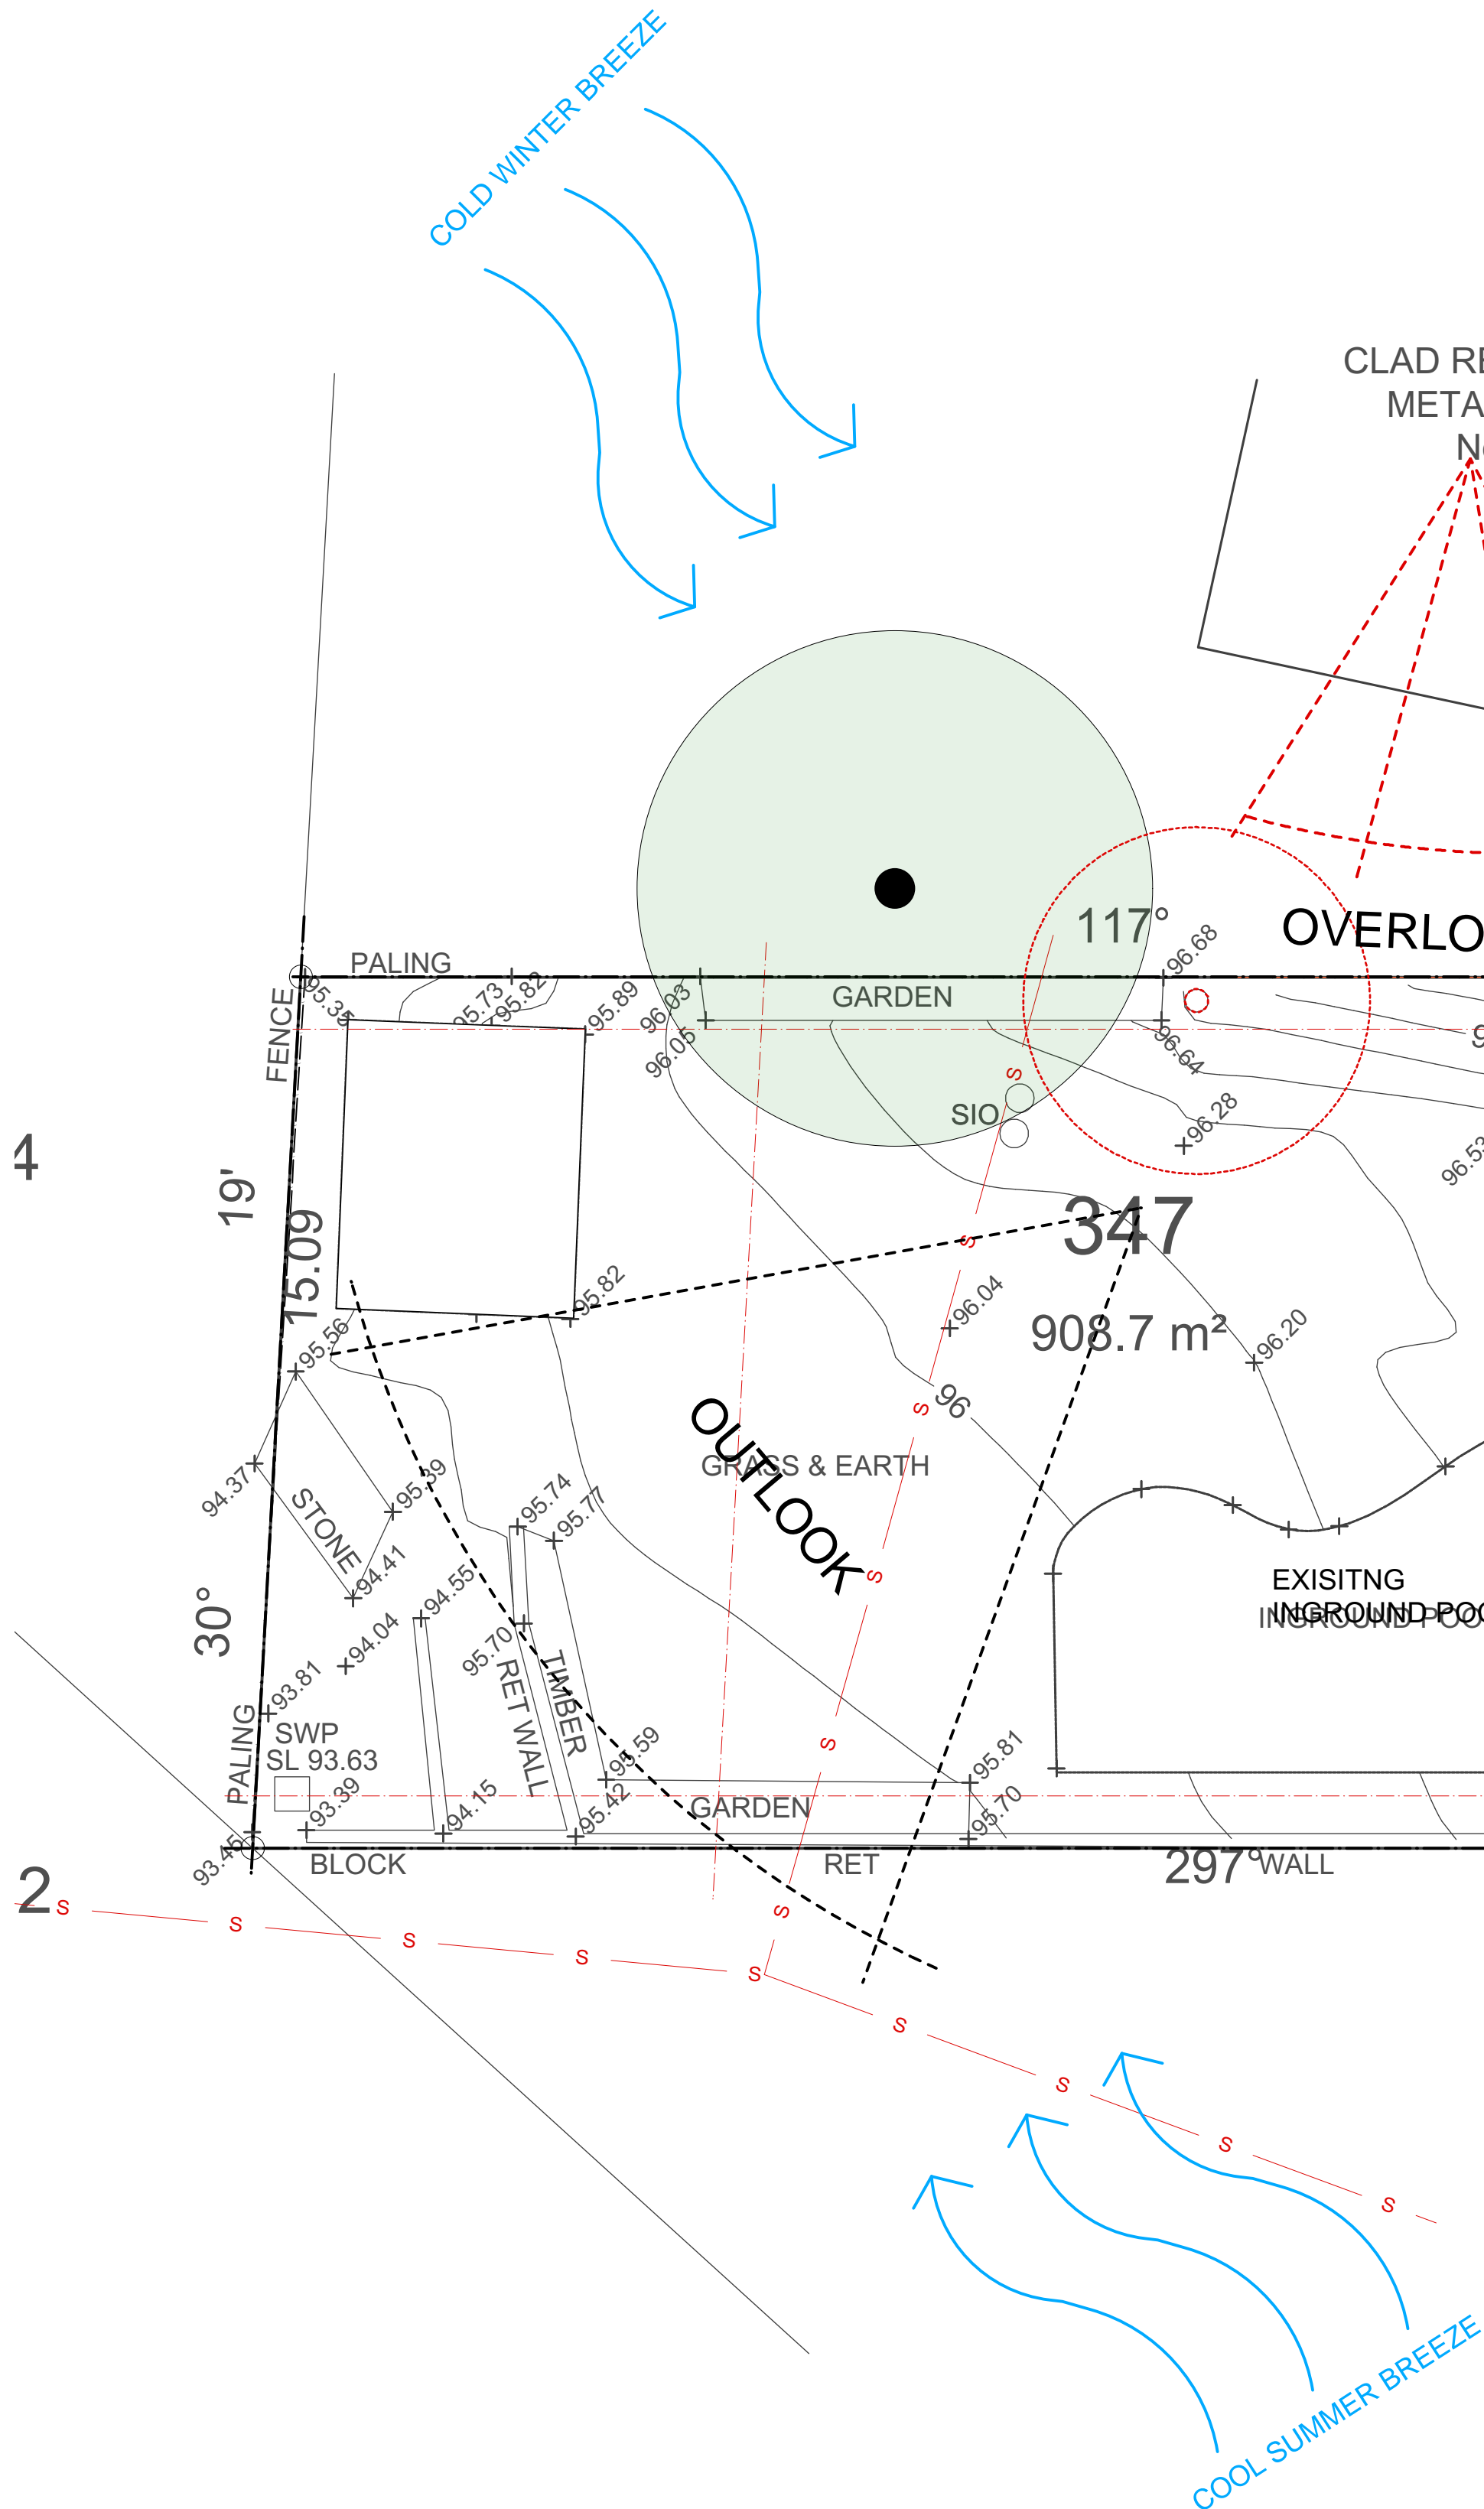 COLD WINTER BREEZE
CLAD RE
META
OVERLO
117°
PALING
FENCE
GARDEN
95.73
95.82
95.89
96.03
96.05
96.68
96.64
96.28
96.53
S
SIO
4
19'
15.09
347
908.7 m²
95.82
96.04
96.20
95.56
96
OUTLOOK
GRASS & EARTH
94.37
STONE
95.39
95.74
95.77
94.41
94.55
94.04
95.70
30°
93.81
PALING
SWP
SL 93.63
RET WALL
TIMBER
EXISITNG
INGROUND POO
INGROUND POO
95.59
95.81
93.39
94.15
95.42
GARDEN
95.70
93.45
BLOCK
RET
297°
WALL
2
S
S
S
S
S
S
S
S
S
S
S
S
S
S
COOL SUMMER BREEZE